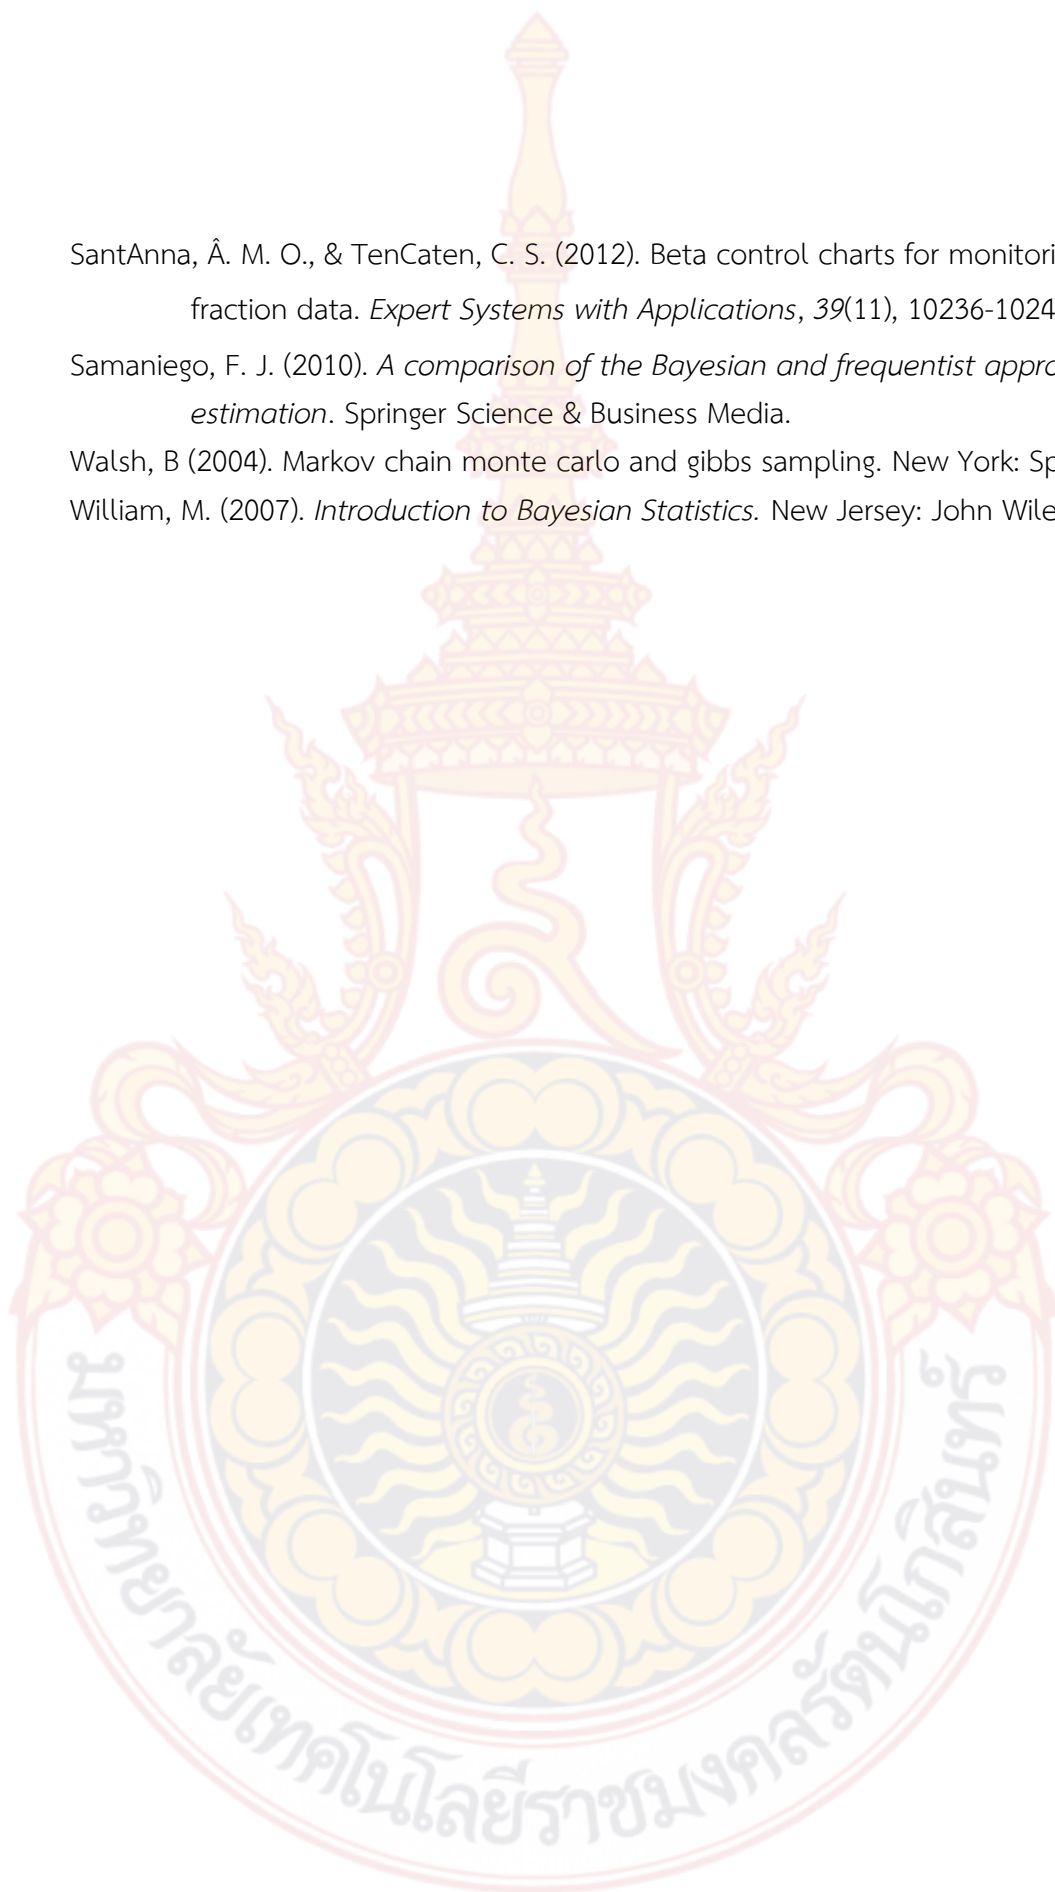 SantAnna, Â. M. O., & TenCaten, C. S. (2012). Beta control charts for monitori
fraction data. Expert Systems with Applications, 39(11), 10236-1024
Samaniego, F. J. (2010). A comparison of the Bayesian and frequentist appro
estimation. Springer Science & Business Media.
Walsh, B (2004). Markov chain monte carlo and gibbs sampling. New York: Sp
William, M. (2007). Introduction to Bayesian Statistics. New Jersey: John Wile
มหาวิทยาลัยเทคโนโลยีราชมงคลรัตนโกสินทร์